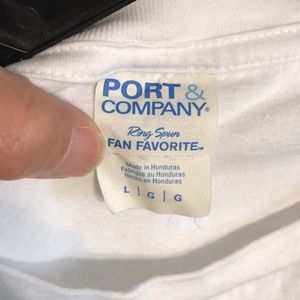 PORT &
COMPANY®
Ring Spun
FAN FAVORITE™
Made in Honduras
Fabriqué au Honduras
Hecho en Honduras
L | G | G